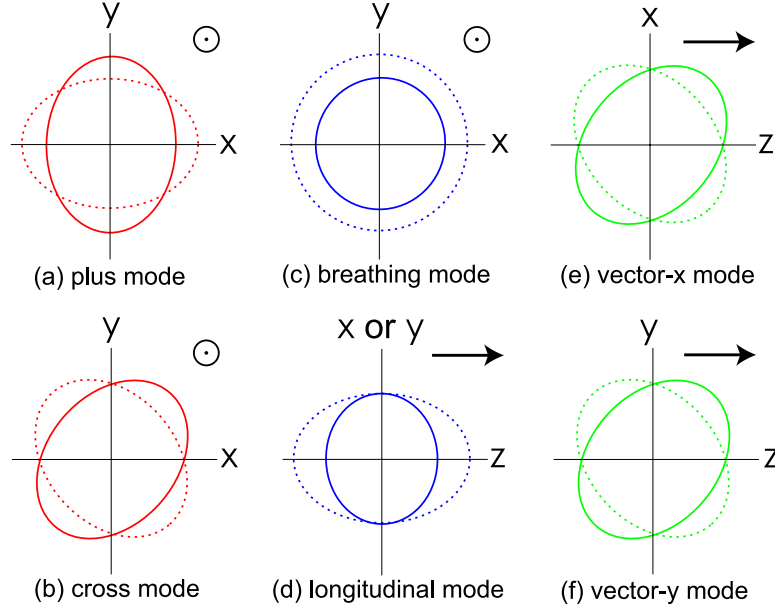 y
x
(a) plus mode
y
x
(c) breathing mode
x
z
(e) vector-x mode
y
x
(b) cross mode
x or y
z
(d) longitudinal mode
y
z
(f) vector-y mode